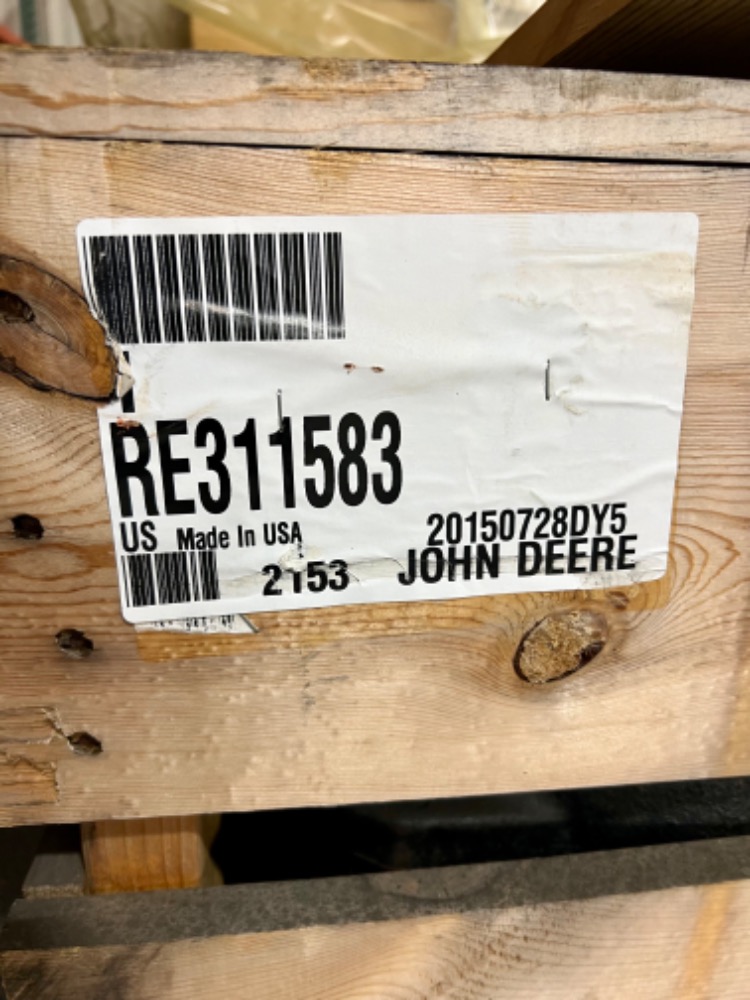 RE311583
US Made In USA 20150728DY5
2153 JOHN DEERE